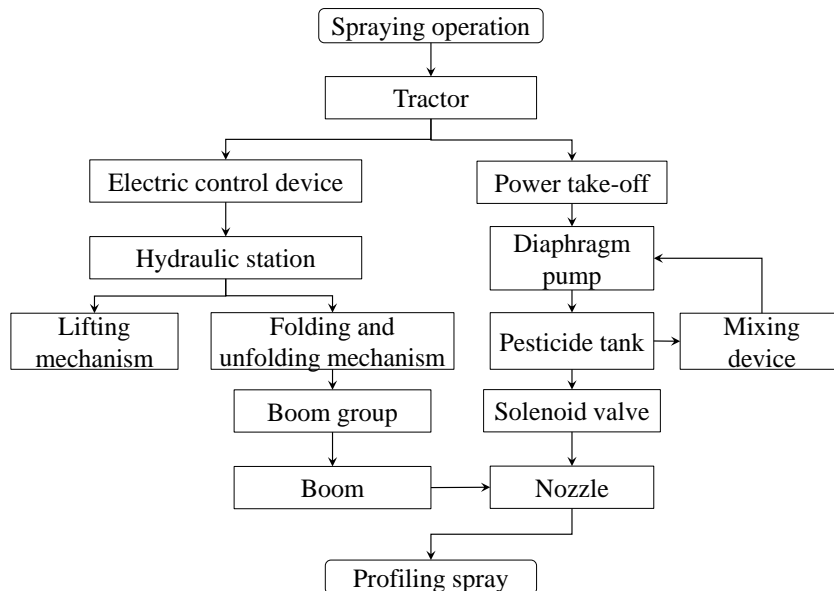 Spraying operation
Tractor
Electric control device
Power take-off
Hydraulic station
Diaphragm
pump
Lifting
mechanism
Folding and
unfolding mechanism
Pesticide tank
Mixing
device
Boom group
Solenoid valve
Boom
Nozzle
Profiling spray